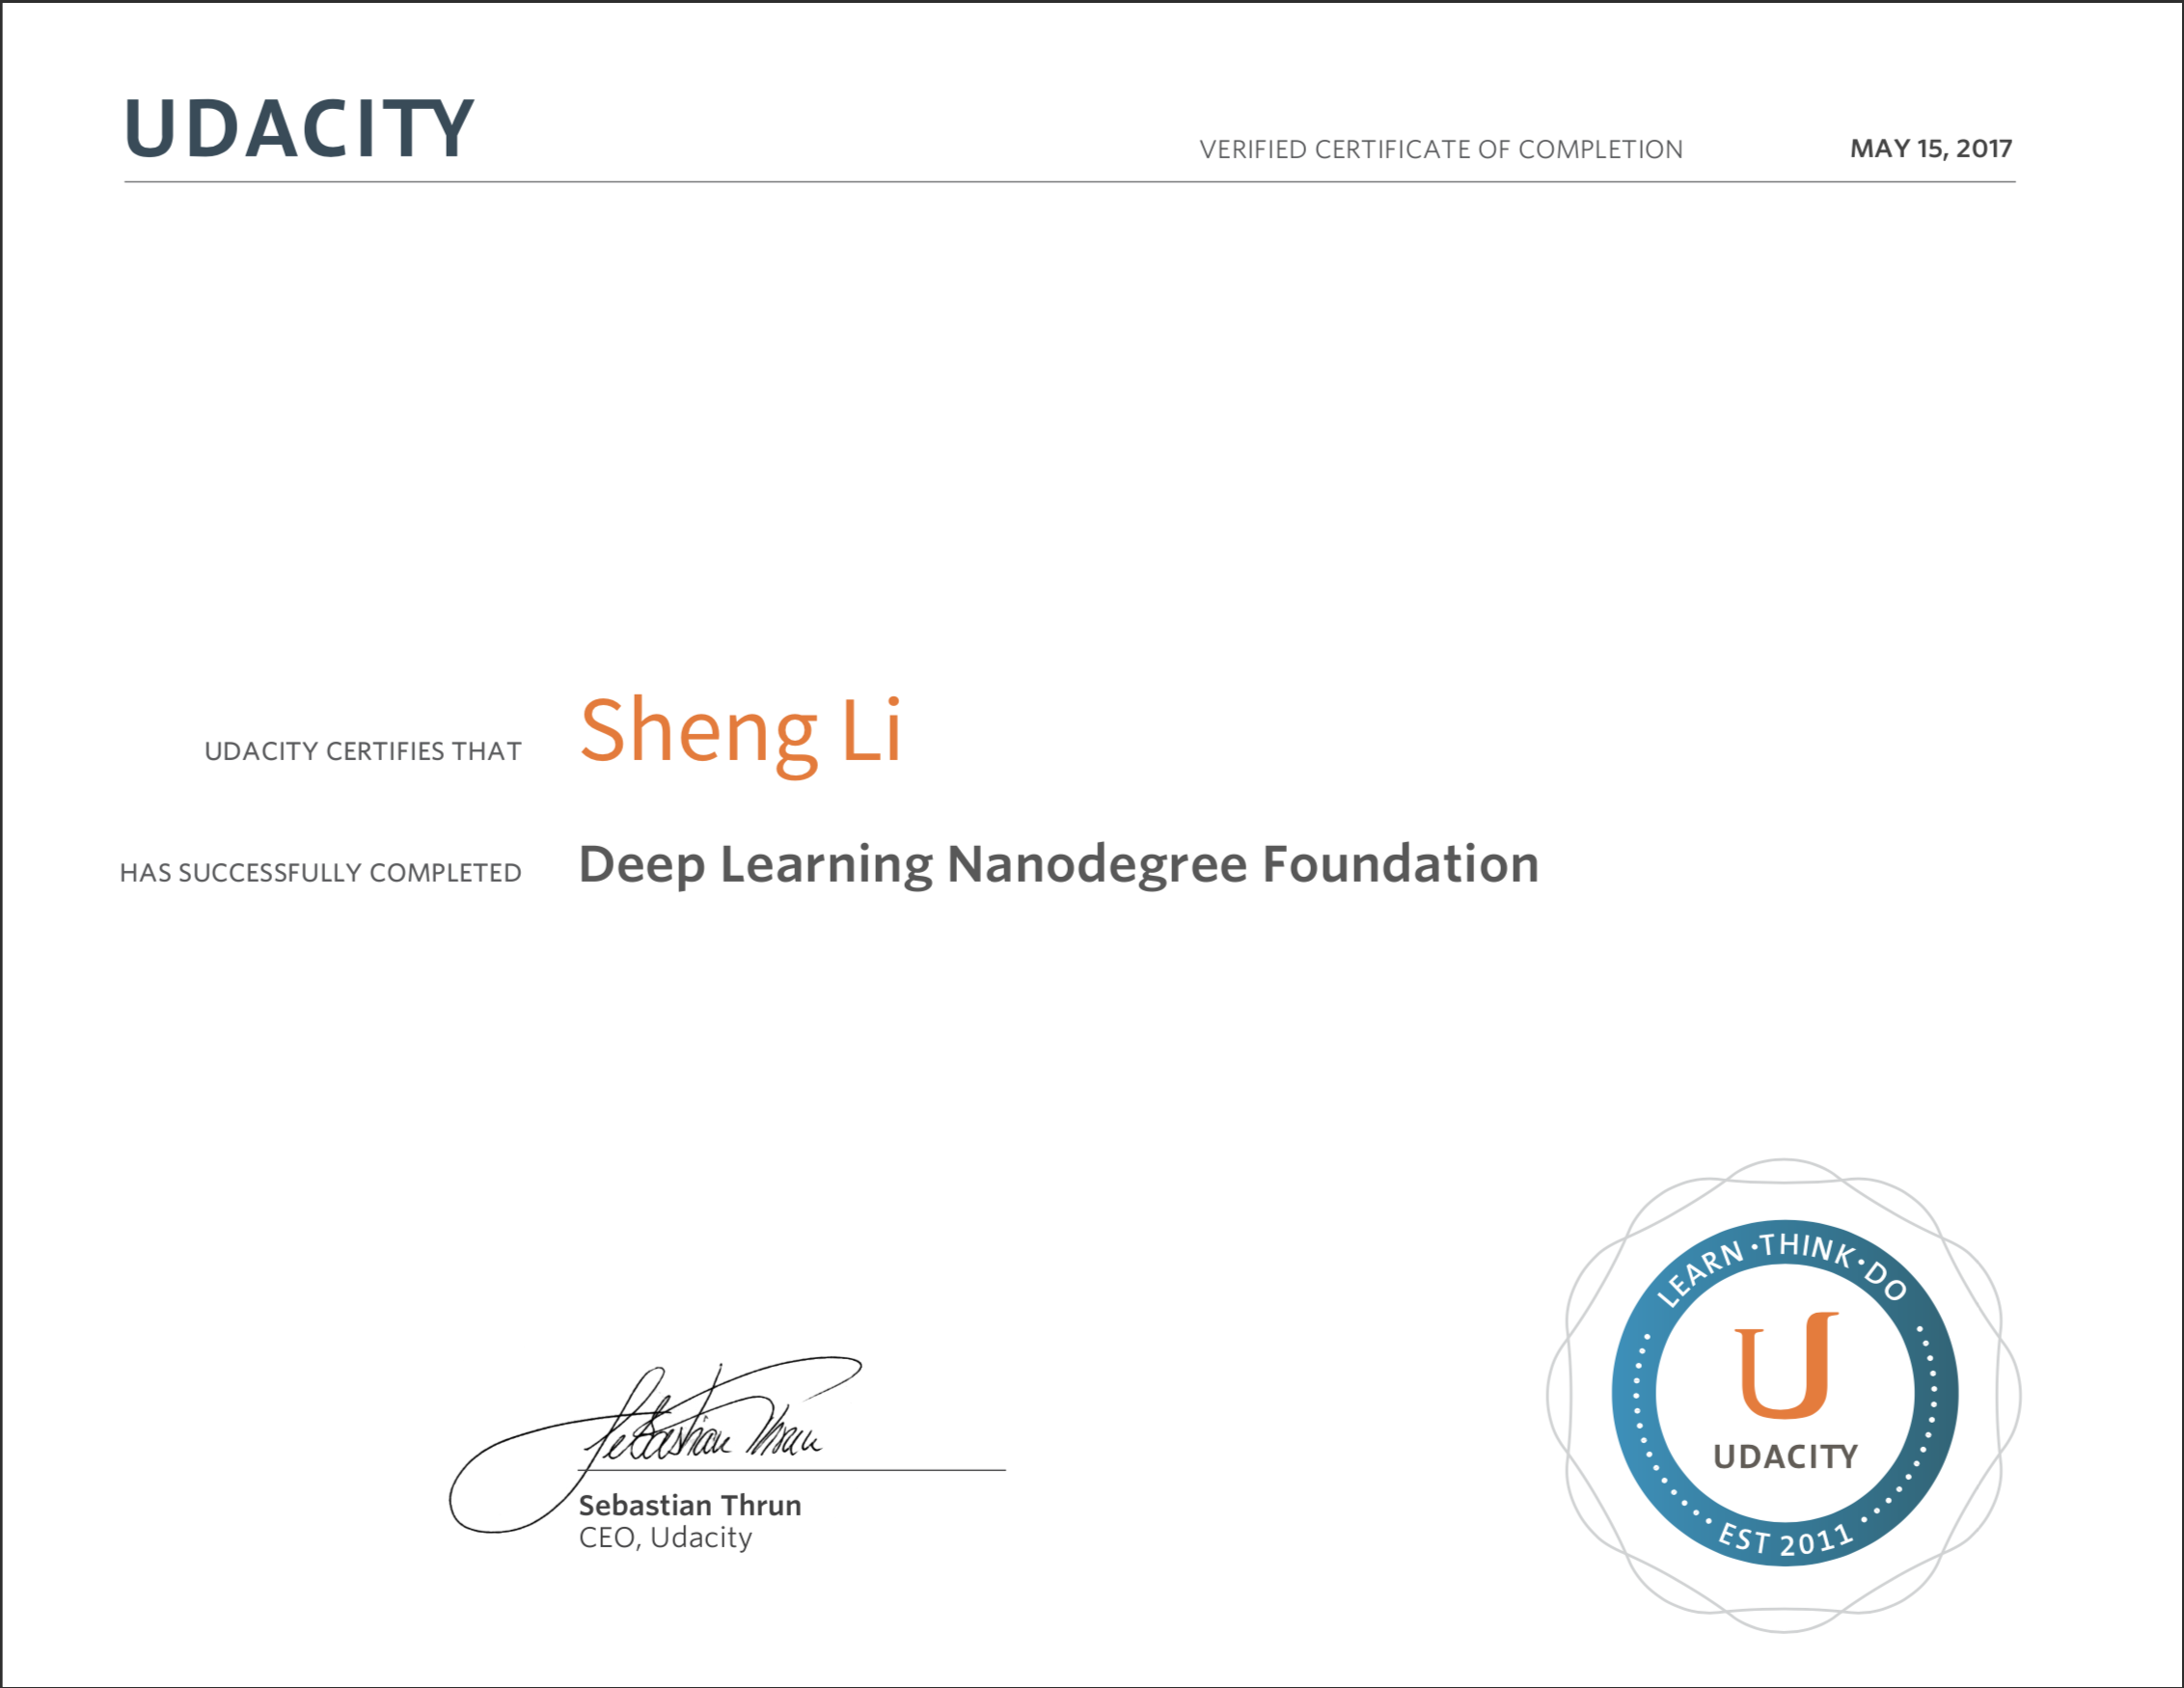 UDACITY
VERIFIED CERTIFICATE OF COMPLETION
MAY 15, 2017
UDACITY CERTIFIES THAT
Sheng Li
HAS SUCCESSFULLY COMPLETED
Deep Learning Nanodegree Foundation
Sebastian Thrun
Sebastian Thrun
CEO, Udacity
LEARN · THINK · DO
U
UDACITY
EST 2011